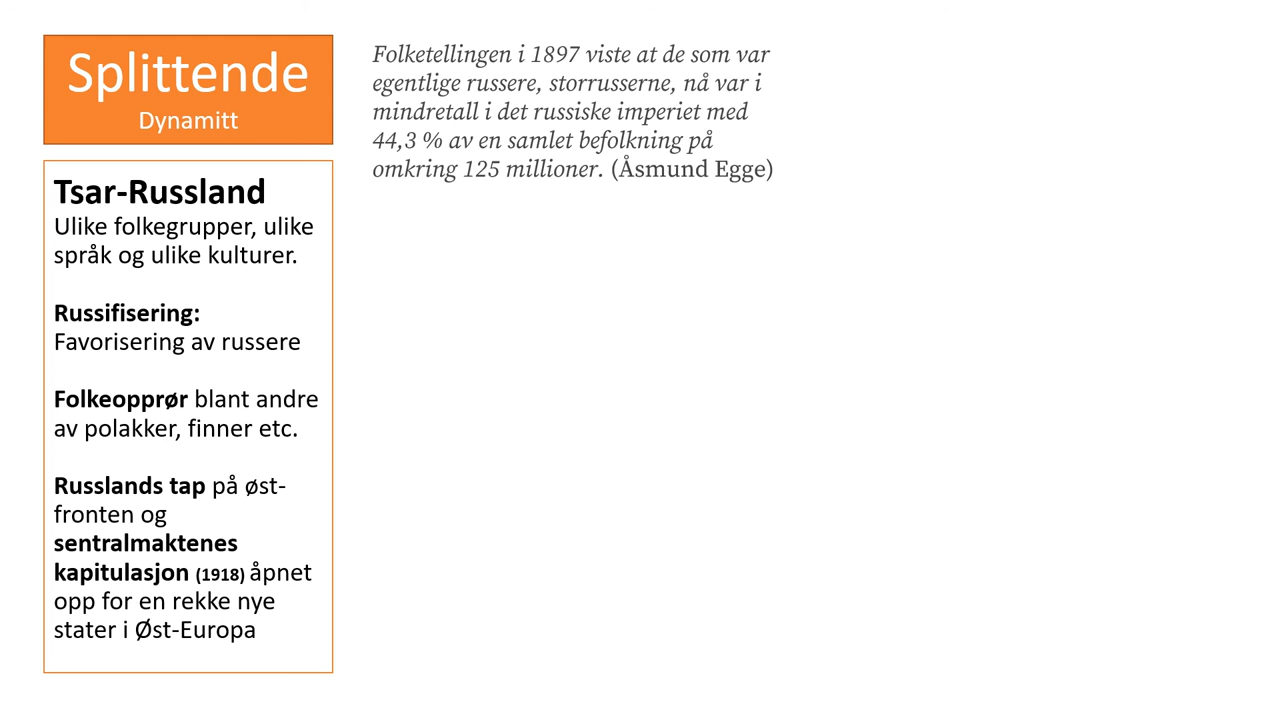 Splittende
Dynamitt
Tsar-Russland
Ulike folkegrupper, ulike
språk og ulike kulturer.
Russifisering:
Favorisering av russere
Folkeopprør blant andre
av polakker, finner etc.
Russlands tap på øst-
fronten og
sentralmaktenes
kapitulasjon (1918) åpnet
opp for en rekke nye
stater i Øst-Europa
Folketellingen i 1897 viste at de som var
egentlige russere, storrusserne, nå var i
mindretall i det russiske imperiet med
44,3 % av en samlet befolkning på
omkring 125 millioner. (Åsmund Egge)